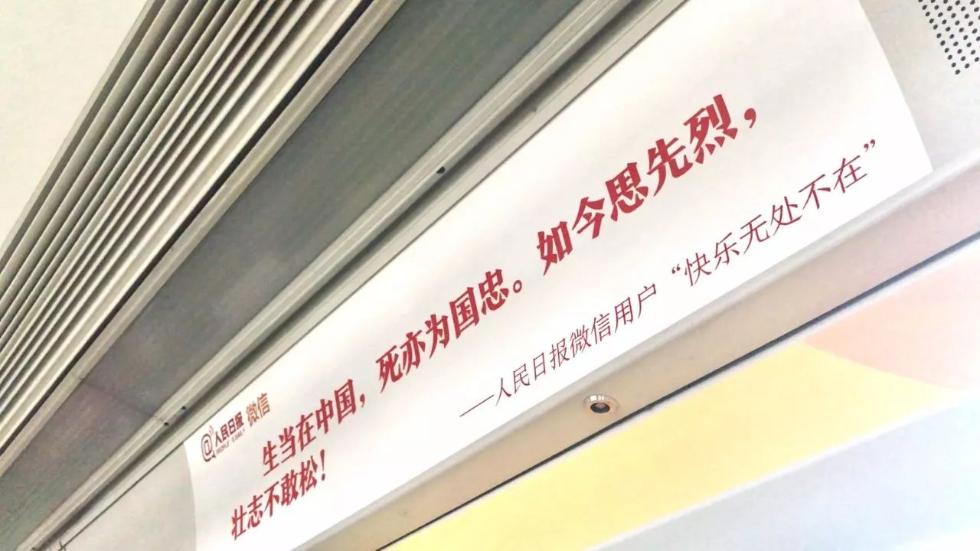 @人民日报 微信
PEOPLE'S DAILY
生当在中国，死亦为国忠。如今思先烈，
壮志不敢松！
——人民日报微信用户“快乐无处不在”